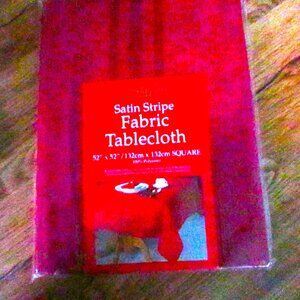 Satin Stripe
Fabric
Tablecloth
52" x 52" / 132cm x 132cm SQUARE
100% Polyester